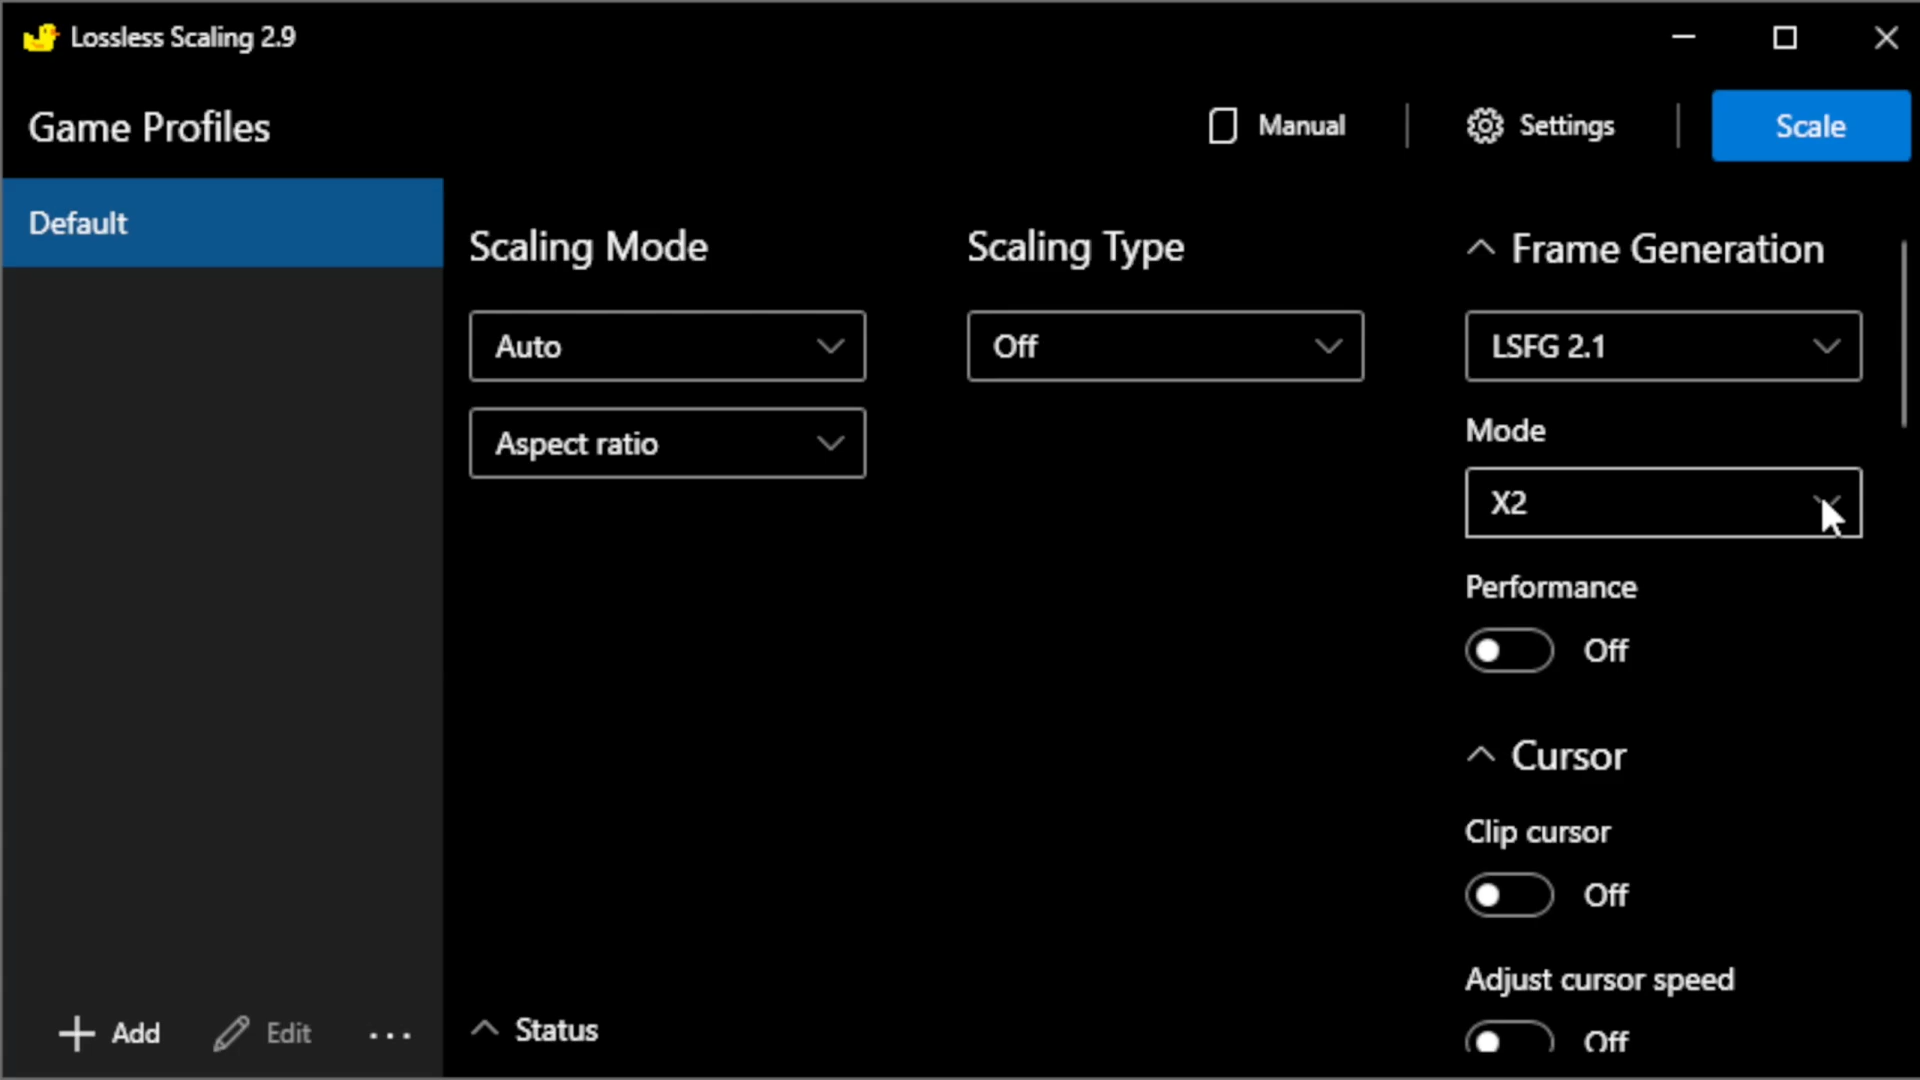 Lossless Scaling 2.9
Game Profiles
Manual
Settings
Scale
Default
Scaling Mode
Scaling Type
Frame Generation
Auto
Off
LSFG 2.1
Mode
Aspect ratio
X2
Performance
Off
Cursor
Clip cursor
Off
Adjust cursor speed
Off
Add
Edit
...
Status